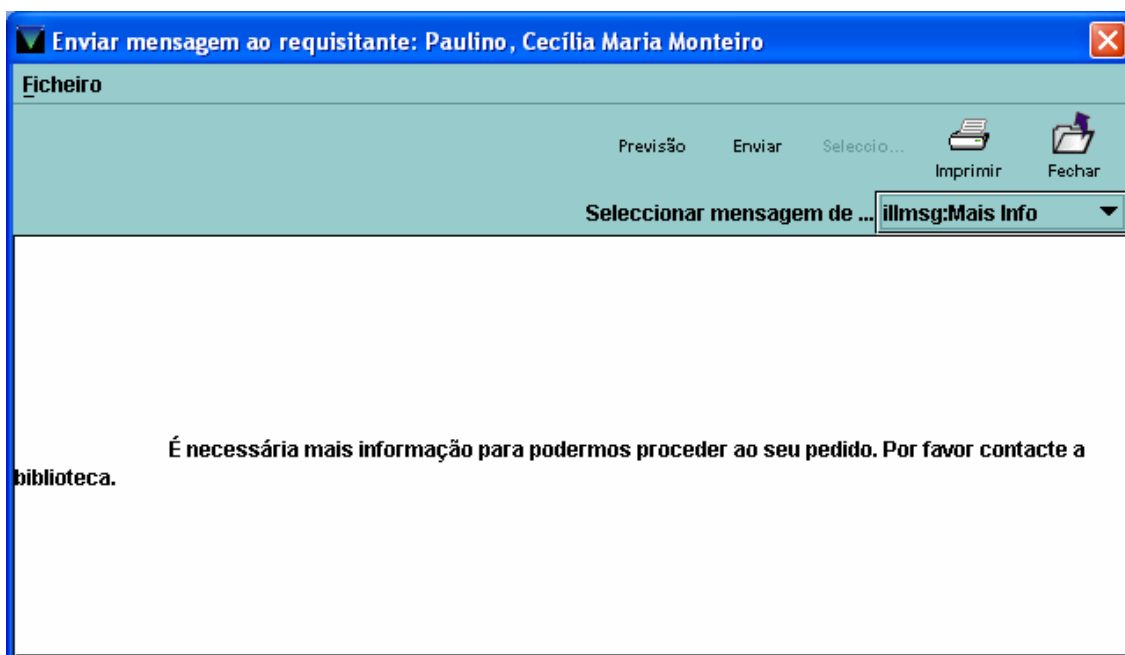 Enviar mensagem ao requisitante: Paulino, Cecília Maria Monteiro
Ficheiro
Previsão Enviar Seleccio... Imprimir Fechar
Seleccionar mensagem de ... illmsg:Mais Info
É necessária mais informação para podermos proceder ao seu pedido. Por favor contacte a
biblioteca.